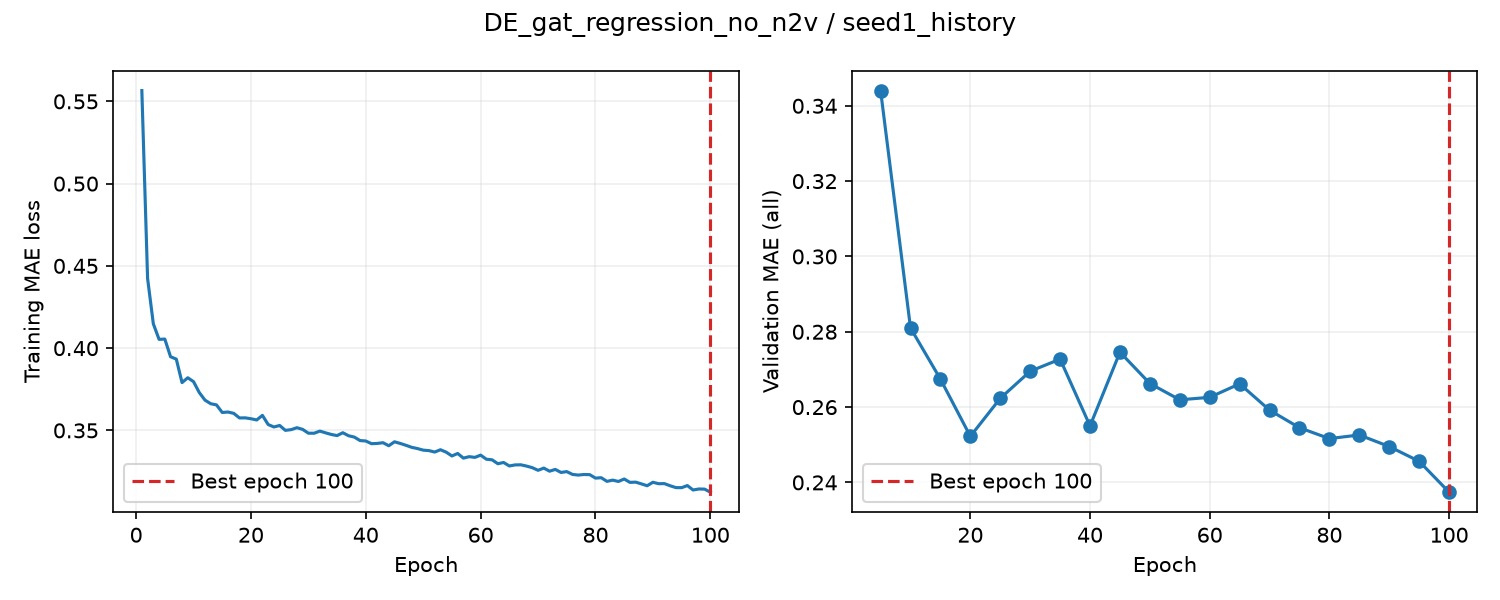 DE_gat_regression_no_n2v / seed1_history
Training MAE loss
0.55
0.50
0.45
0.40
0.35
0 20 40 60 80 100
Epoch
Best epoch 100
Validation MAE (all)
0.34
0.32
0.30
0.28
0.26
0.24
20 40 60 80 100
Epoch
Best epoch 100